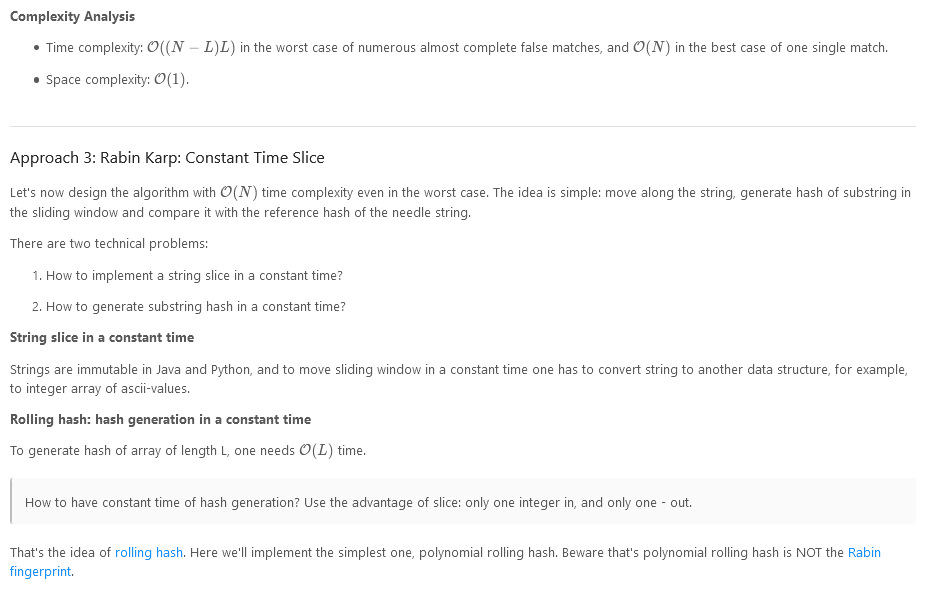 Complexity Analysis
• Time complexity: O((N − L)L) in the worst case of numerous almost complete false matches, and O(N) in the best case of one single match.
• Space complexity: O(1).
Approach 3: Rabin Karp: Constant Time Slice
Let's now design the algorithm with O(N) time complexity even in the worst case. The idea is simple: move along the string, generate hash of substring in
the sliding window and compare it with the reference hash of the needle string.
There are two technical problems:
1. How to implement a string slice in a constant time?
2. How to generate substring hash in a constant time?
String slice in a constant time
Strings are immutable in Java and Python, and to move sliding window in a constant time one has to convert string to another data structure, for example,
to integer array of ascii-values.
Rolling hash: hash generation in a constant time
To generate hash of array of length L, one needs O(L) time.
How to have constant time of hash generation? Use the advantage of slice: only one integer in, and only one - out.
That's the idea of rolling hash. Here we'll implement the simplest one, polynomial rolling hash. Beware that's polynomial rolling hash is NOT the Rabin
fingerprint.